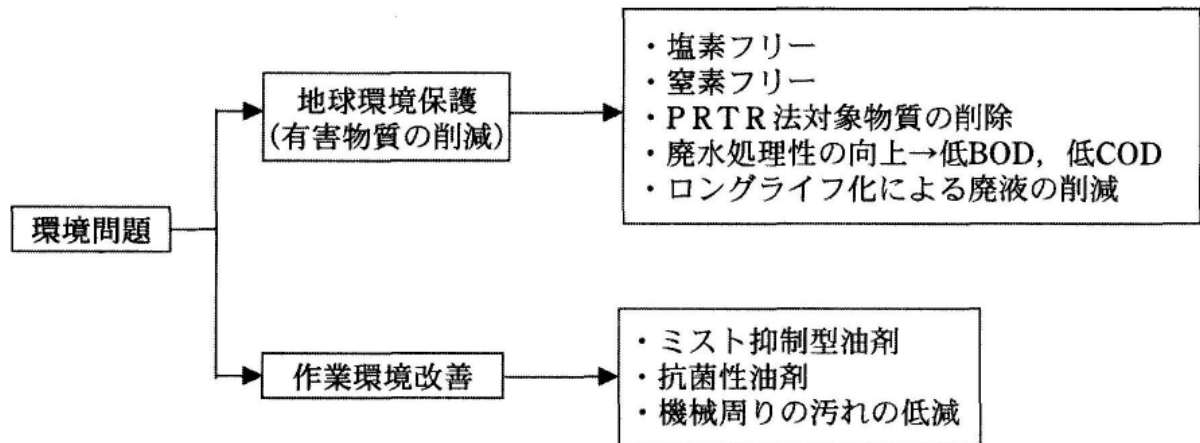 環境問題
地球環境保護
(有害物質の削減)
・塩素フリー
・窒素フリー
・ＰＲＴＲ法対象物質の削除
・廃水処理性の向上→低BOD，低COD
・ロングライフ化による廃液の削減
作業環境改善
・ミスト抑制型油剤
・抗菌性油剤
・機械周りの汚れの低減